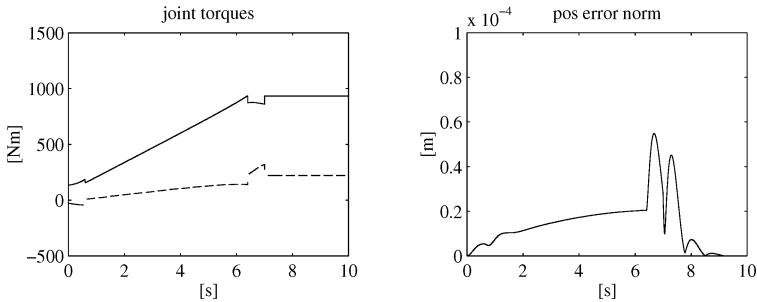 joint torques
1500
1000
500
0
−500
[Nm]
0 2 4 6 8 10
[s]
pos error norm
1 x 10⁻⁴
0.8
0.6
0.4
0.2
0
[m]
0 2 4 6 8 10
[s]